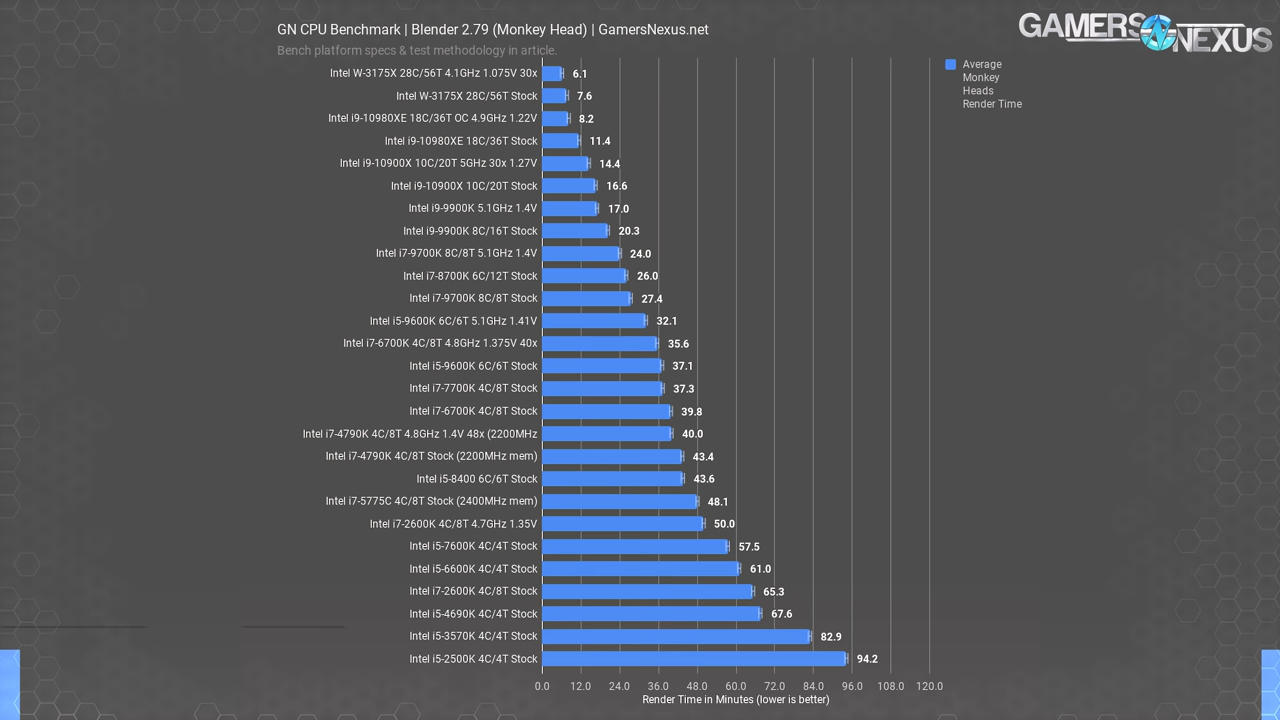 GN CPU Benchmark | Blender 2.79 (Monkey Head) | GamersNexus.net
Bench platform specs & test methodology in article.
GAMERS NEXUS
Average
Monkey
Heads
Render Time
Intel W-3175X 28C/56T 4.1GHz 1.075V 30x 6.1
Intel W-3175X 28C/56T Stock 7.6
Intel i9-10980XE 18C/36T OC 4.9GHz 1.22V 8.2
Intel i9-10980XE 18C/36T Stock 11.4
Intel i9-10900X 10C/20T 5GHz 30x 1.27V 14.4
Intel i9-10900X 10C/20T Stock 16.6
Intel i9-9900K 5.1GHz 1.4V 17.0
Intel i9-9900K 8C/16T Stock 20.3
Intel i7-9700K 8C/8T 5.1GHz 1.4V 24.0
Intel i7-8700K 6C/12T Stock 26.0
Intel i7-9700K 8C/8T Stock 27.4
Intel i5-9600K 6C/6T 5.1GHz 1.41V 32.1
Intel i7-6700K 4C/8T 4.8GHz 1.375V 40x 35.6
Intel i5-9600K 6C/6T Stock 37.1
Intel i7-7700K 4C/8T Stock 37.3
Intel i7-6700K 4C/8T Stock 39.8
Intel i7-4790K 4C/8T 4.8GHz 1.4V 48x (2200MHz 40.0
Intel i7-4790K 4C/8T Stock (2200MHz mem) 43.4
Intel i5-8400 6C/6T Stock 43.6
Intel i7-5775C 4C/8T Stock (2400MHz mem) 48.1
Intel i7-2600K 4C/8T 4.7GHz 1.35V 50.0
Intel i5-7600K 4C/4T Stock 57.5
Intel i5-6600K 4C/4T Stock 61.0
Intel i7-2600K 4C/8T Stock 65.3
Intel i5-4690K 4C/4T Stock 67.6
Intel i5-3570K 4C/4T Stock 82.9
Intel i5-2500K 4C/4T Stock 94.2
0.0 12.0 24.0 36.0 48.0 60.0 72.0 84.0 96.0 108.0 120.0
Render Time in Minutes (lower is better)